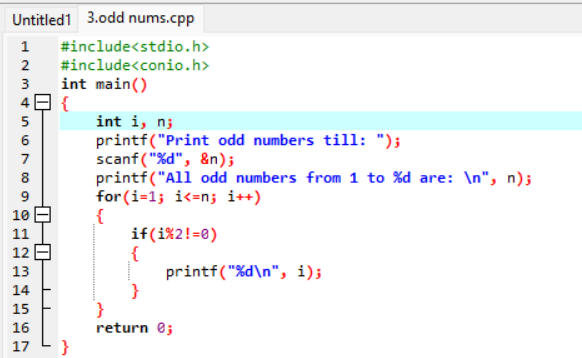 Untitled1 3.odd nums.cpp
1 #include<stdio.h>
2 #include<conio.h>
3 int main()
4 {
5     int i, n;
6     printf("Print odd numbers till: ");
7     scanf("%d", &n);
8     printf("All odd numbers from 1 to %d are: \n", n);
9     for(i=1; i<=n; i++)
10     {
11         if(i%2!=0)
12         {
13             printf("%d\n", i);
14         }
15     }
16     return 0;
17 }